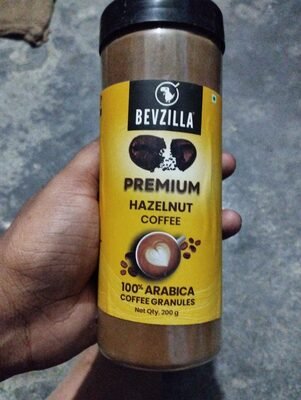 BEVZILLA
PREMIUM
HAZELNUT
COFFEE
100% ARABICA
COFFEE GRANULES
Net Qty. 200 g